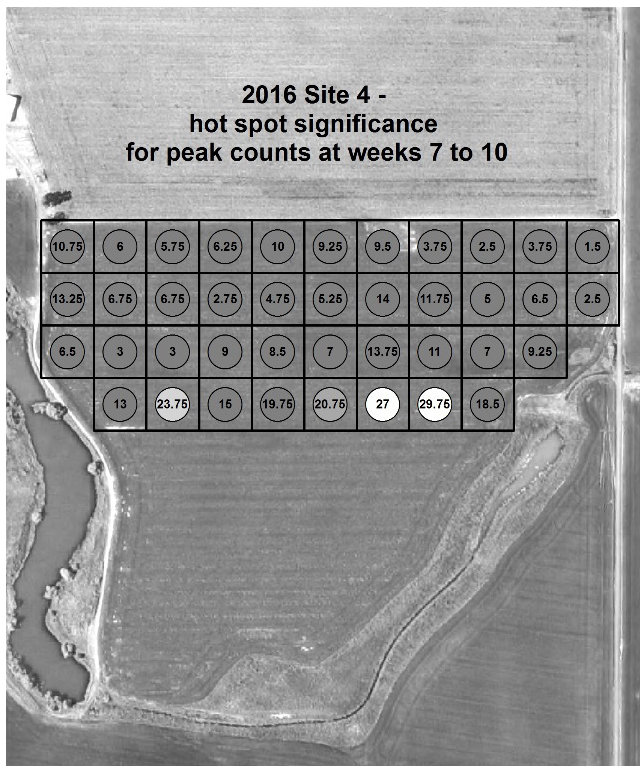 2016 Site 4 -
hot spot significance
for peak counts at weeks 7 to 10
10.75 6 5.75 6.25 10 9.25 9.5 3.75 2.5 3.75 1.5
13.25 6.75 6.75 2.75 4.75 5.25 14 11.75 5 6.5 2.5
6.5 3 3 9 8.5 7 13.75 11 7 9.25
13 23.75 15 19.75 20.75 27 29.75 18.5